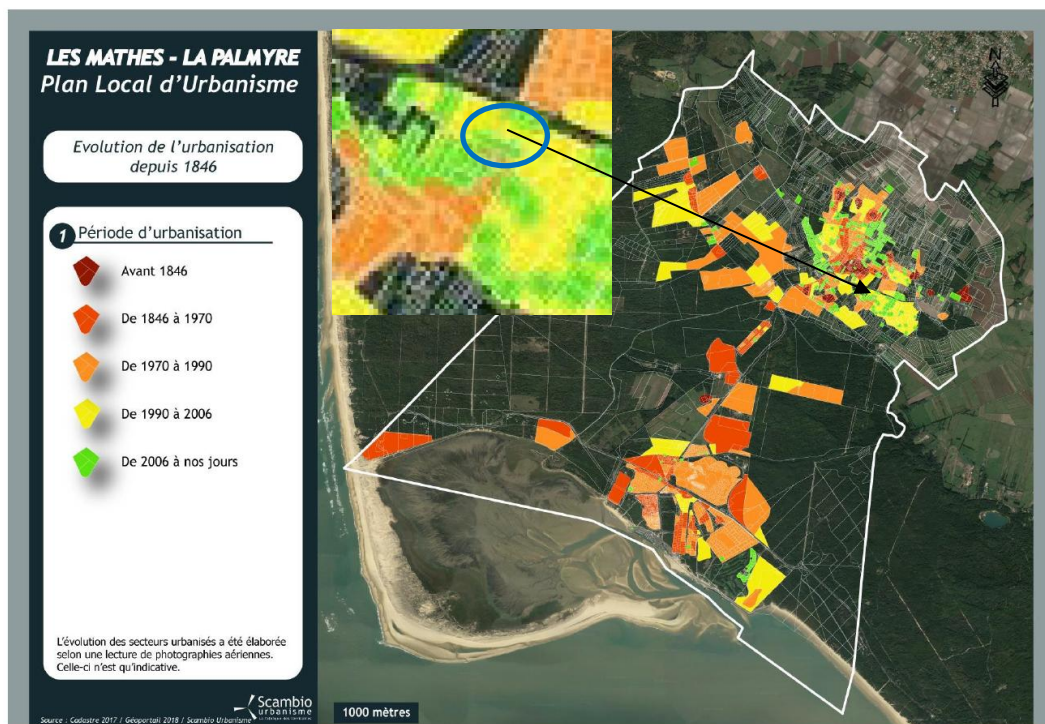 LES MATHES - LA PALMYRE
Plan Local d'Urbanisme
Evolution de l'urbanisation
depuis 1846
1 Période d'urbanisation
Avant 1846
De 1846 à 1970
De 1970 à 1990
De 1990 à 2006
De 2006 à nos jours
L'évolution des secteurs urbanisés a été élaborée
selon une lecture de photographies aériennes.
Celle-ci n'est qu'indicative.
Scambio
urbanisme
Source : Cadastre 2017 / Géoportail 2018 / Scambio Urbanisme
1000 mètres
N